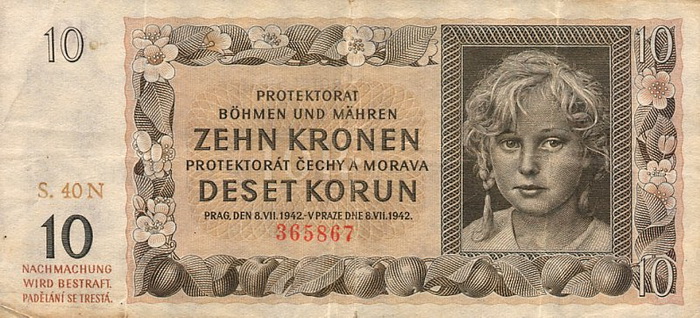 10
10
PROTEKTORAT
BÖHMEN UND MÄHREN
ZEHN KRONEN
PROTEKTORÁT ČECHY A MORAVA
DESET KORUN
PRAG, DEN 8.VII.1942.-V PRAZE DNE 8.VII.1942.
365867
S. 40 N
10
NACHMACHUNG
WIRD BESTRAFT.
PADĚLÁNÍ SE TRESTÁ.
10